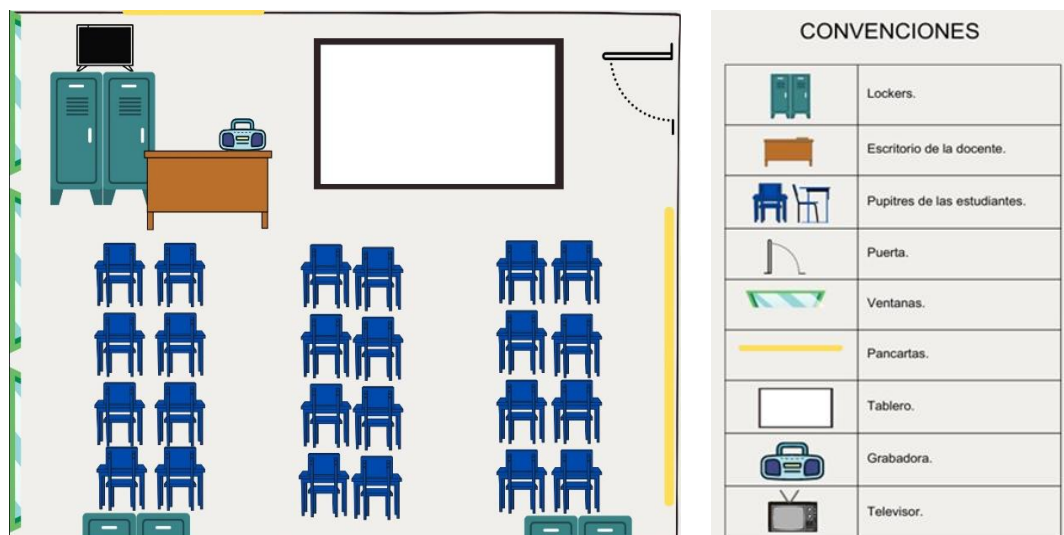 CONVENCIONES
Lockers.
Escritorio de la docente.
Pupitres de las estudiantes.
Puerta.
Ventanas.
Pancartas.
Tablero.
Grabadora.
Televisor.